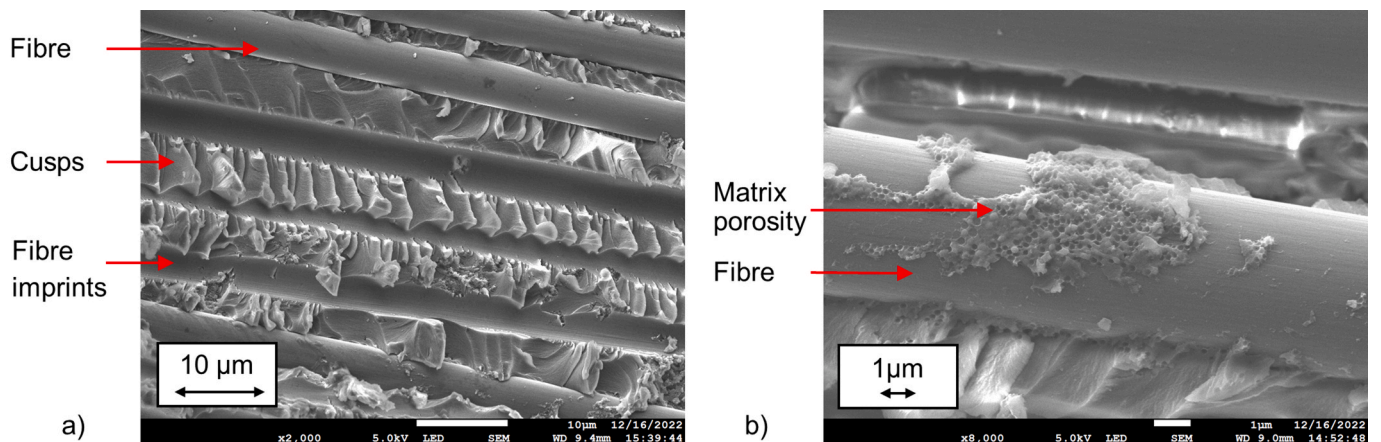 Fibre
Cusps
Fibre
imprints
10 µm
a)
10µm 12/16/2022
x2,000 5.0kV LED SEM WD 9.4mm 15:39:44
Matrix
porosity
Fibre
1µm
b)
1µm 12/16/2022
x8,000 5.0kV LED SEM WD 9.0mm 14:52:48